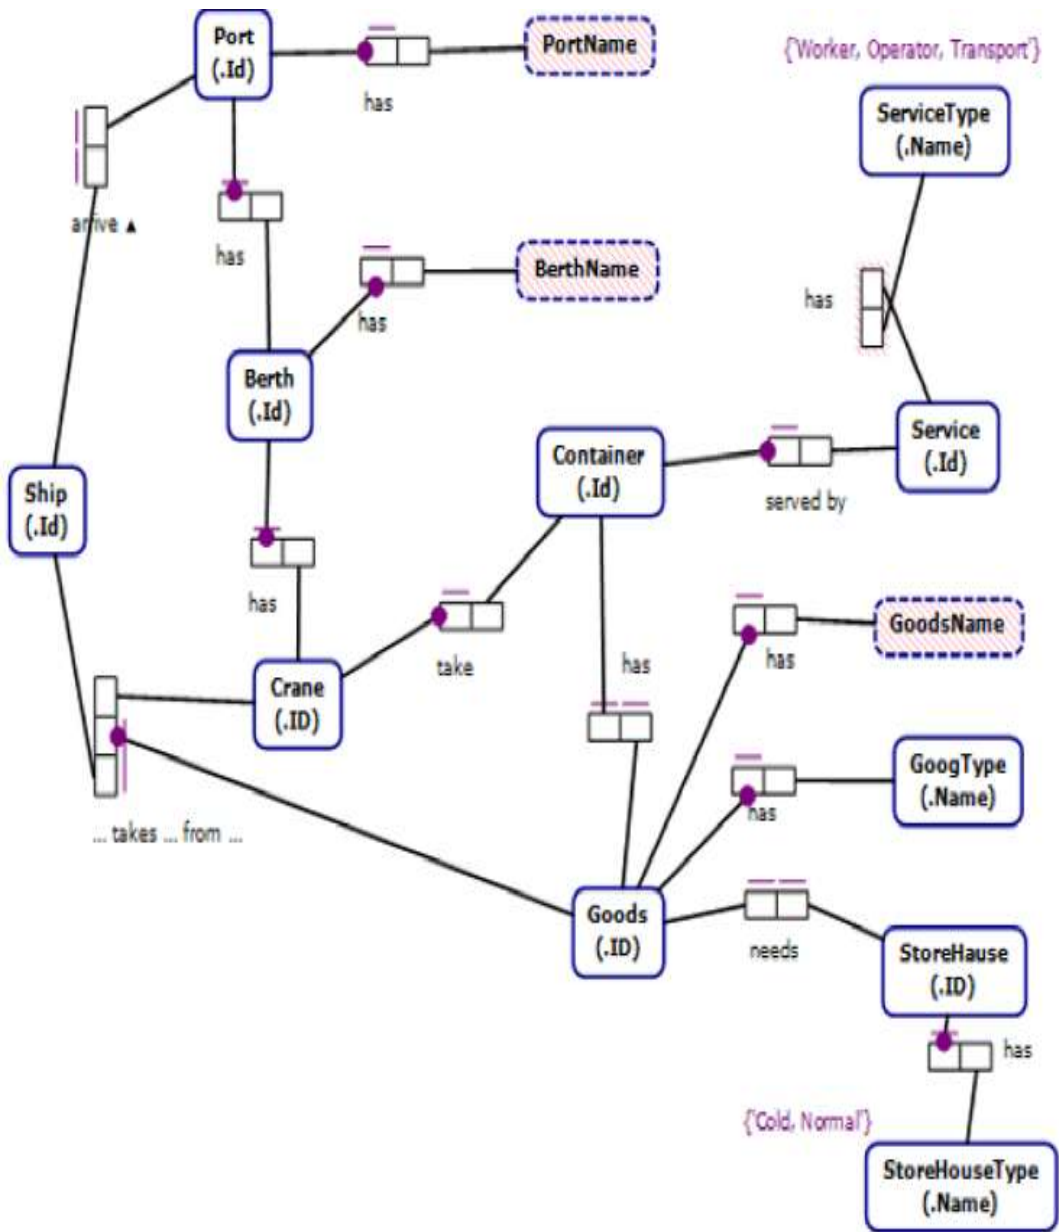 Port
(.Id)
PortName
has
{'Worker, Operator, Transport'}
ServiceType
(.Name)
arrive ▲
has
BerthName
has
has
Berth
(.Id)
Container
(.Id)
Service
(.Id)
served by
Ship
(.Id)
has
take
has
GoodsName
has
Crane
(.ID)
GoogType
(.Name)
has
... takes ... from ...
Goods
(.ID)
needs
StoreHause
(.ID)
has
{'Cold, Normal'}
StoreHouseType
(.Name)